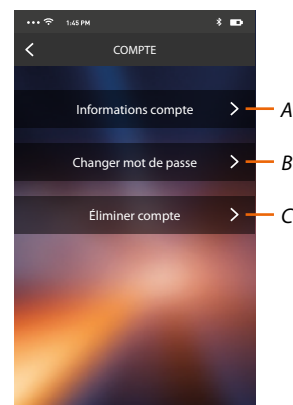 1:45 PM
COMPTE
Informations compte
A
Changer mot de passe
B
Éliminer compte
C